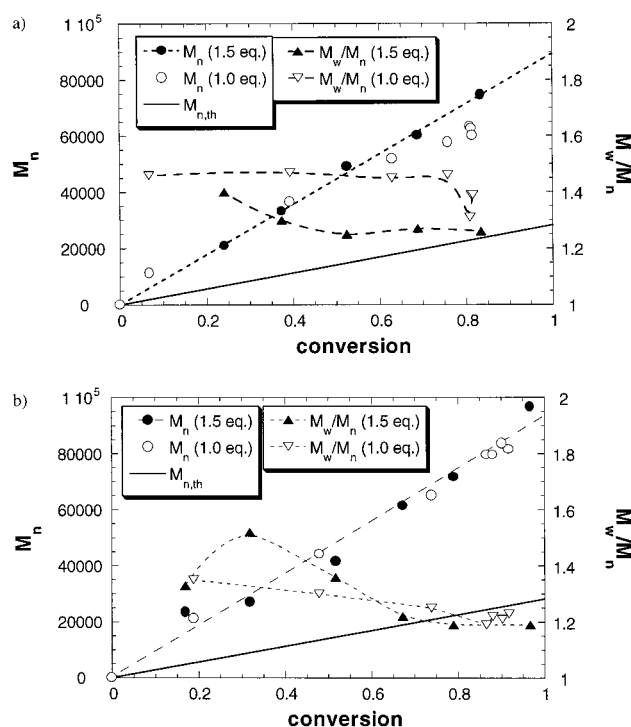 a)
1 10^5
80000
60000
40000
20000
0
M_n
M_n (1.5 eq.)
M_n (1.0 eq.)
M_n,th
M_w/M_n (1.5 eq.)
M_w/M_n (1.0 eq.)
2
1.8
1.6
1.4
1.2
1
M_w/M_n
0 0.2 0.4 0.6 0.8 1
conversion
b)
1 10^5
80000
60000
40000
20000
0
M_n
M_n (1.5 eq.)
M_n (1.0 eq.)
M_n,th
M_w/M_n (1.5 eq.)
M_w/M_n (1.0 eq.)
2
1.8
1.6
1.4
1.2
1
M_w/M_n
0 0.2 0.4 0.6 0.8 1
conversion